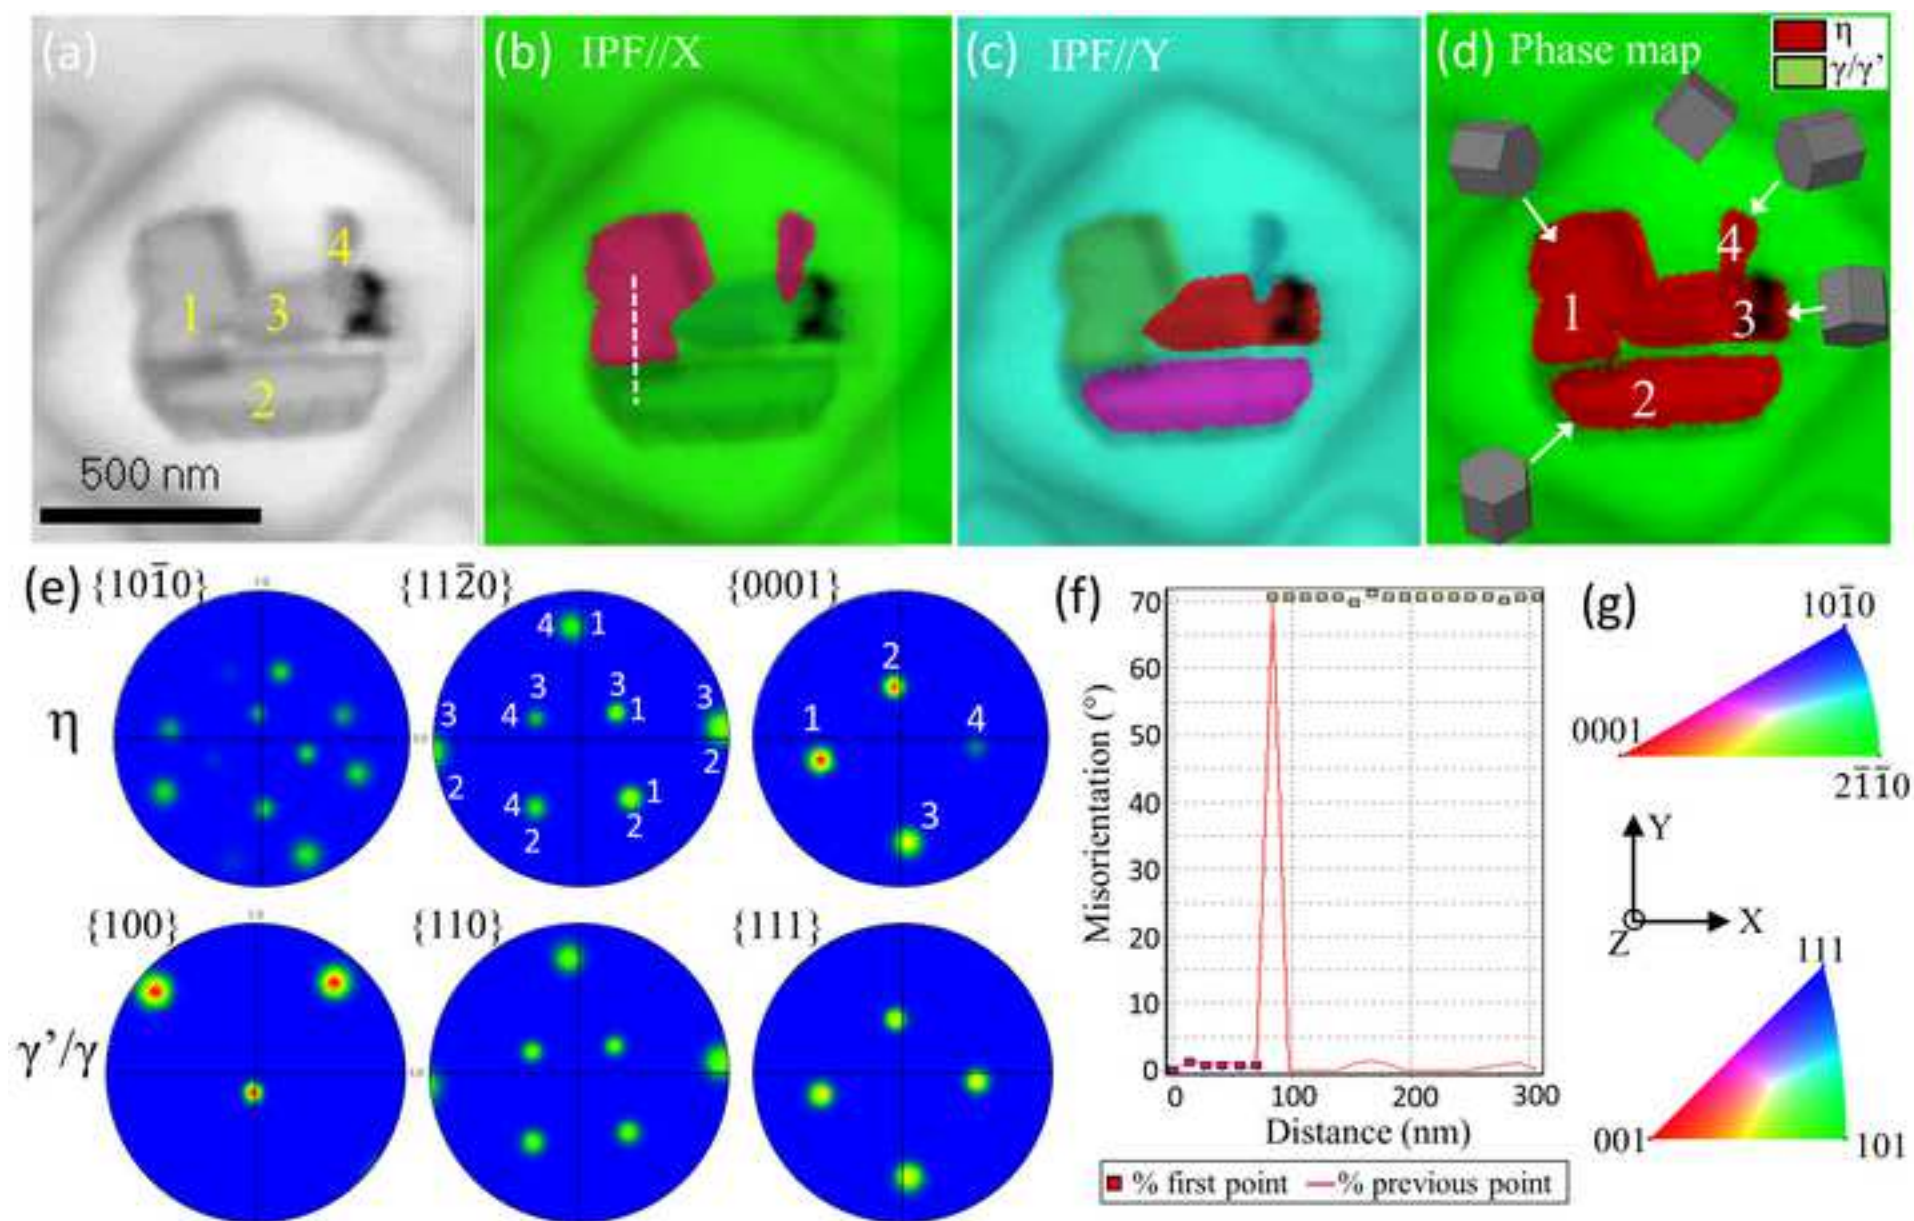 (a)
4
1
3
2
500 nm
(b) IPF//X
(c) IPF//Y
(d) Phase map
η
γ/γ’
4
1
3
2
(e)
{101̅0}
{112̅0}
{0001}
η
4 1
3 3
4 1
3 3
2 2
4 1
2 2
2
1 4
3
{100}
{110}
{111}
γ’/γ
(f)
Misorientation (°)
70
60
50
40
30
20
10
0
0 100 200 300
Distance (nm)
% first point % previous point
(g)
101̅0
0001
21̅1̅0
Y
Z X
111
001 101